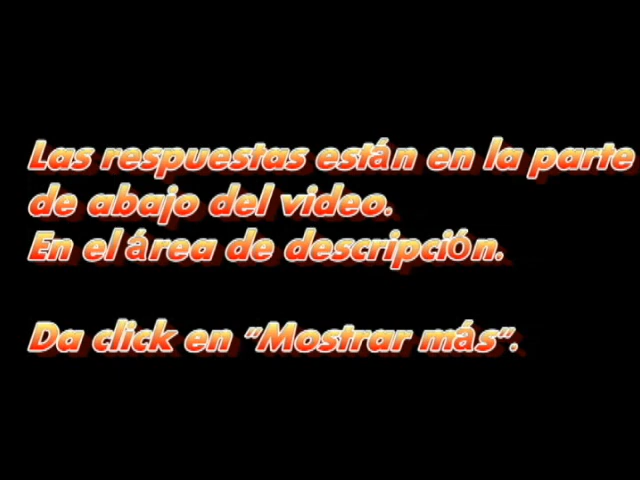 Las respuestas están en la parte
de abajo del video.
En el área de descripción.
Da click en "Mostrar más".